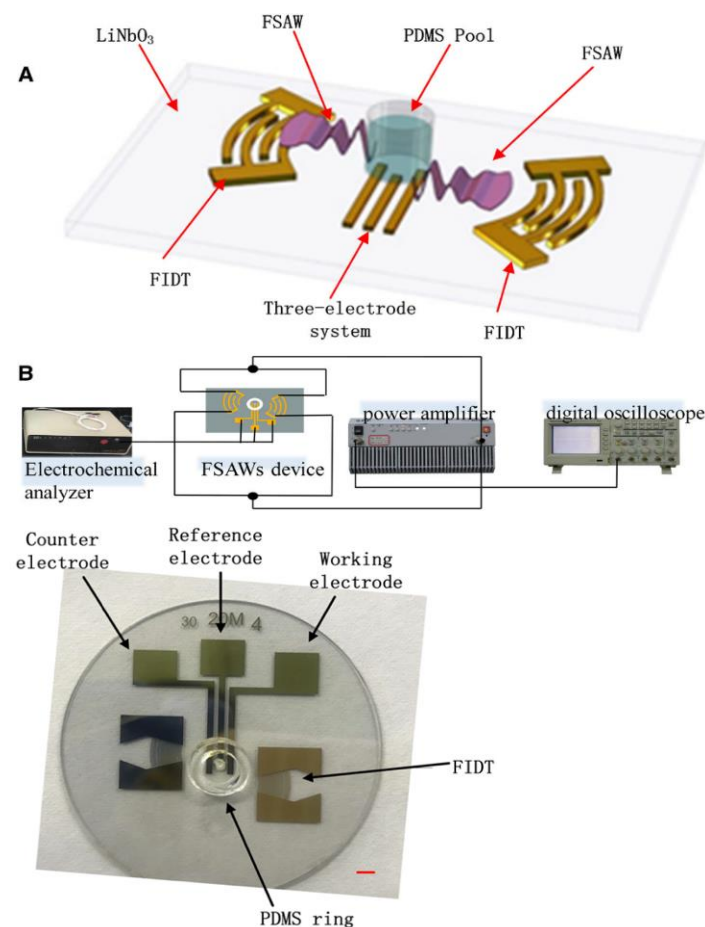 LiNbO₃
FSAW
PDMS Pool
FSAW
A
FIDT
Three-electrode
system
FIDT
B
power amplifier
digital oscilloscope
Electrochemical
analyzer
FSAWs device
Counter
electrode
Reference
electrode
Working
electrode
30 20M 4
FIDT
PDMS ring